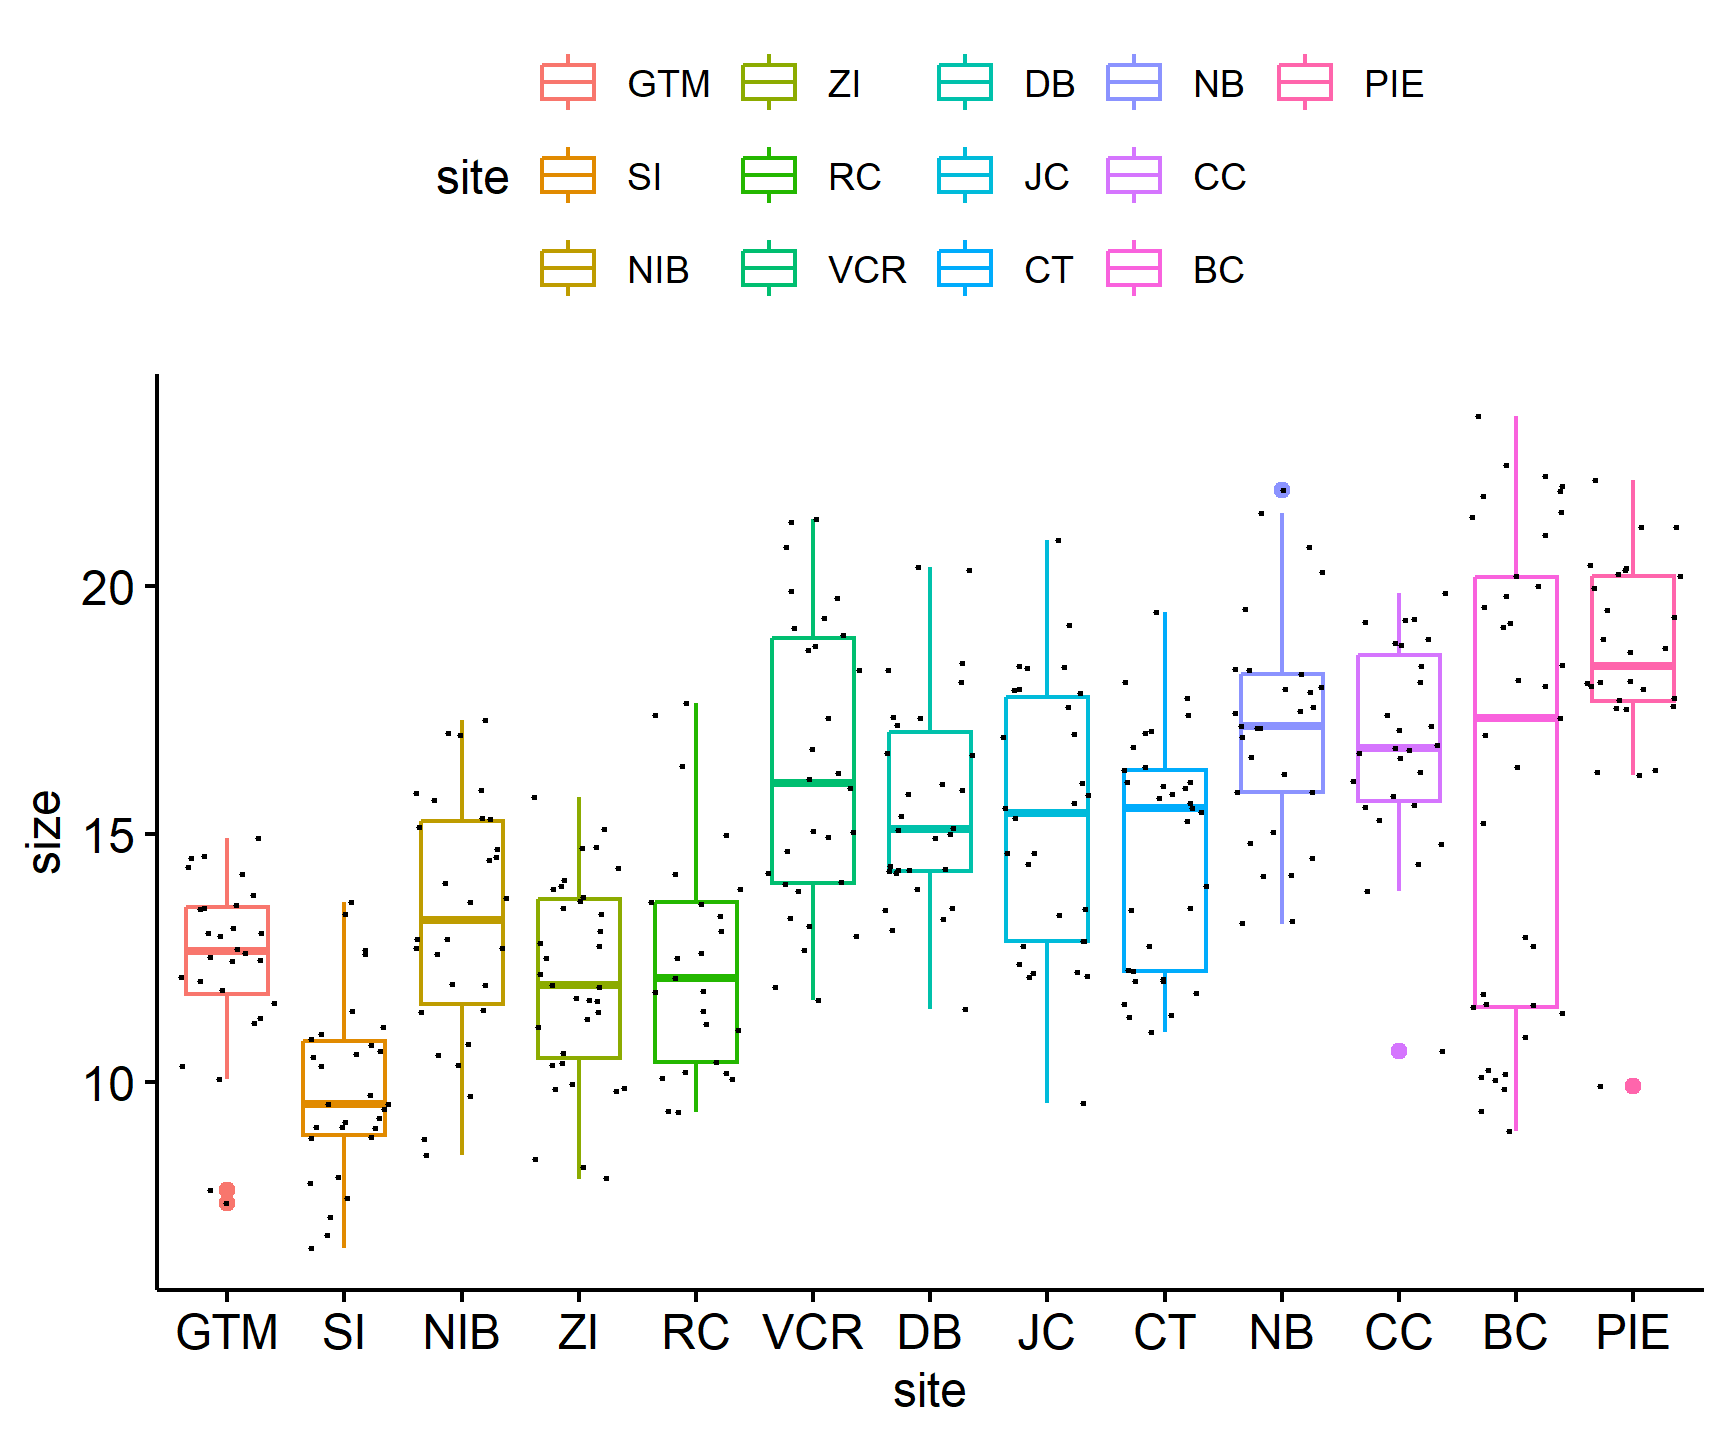 GTM ZI DB NB PIE
site SI RC JC CC
NIB VCR CT BC
size
20
15
10
GTM SI NIB ZI RC VCR DB JC CT NB CC BC PIE
site